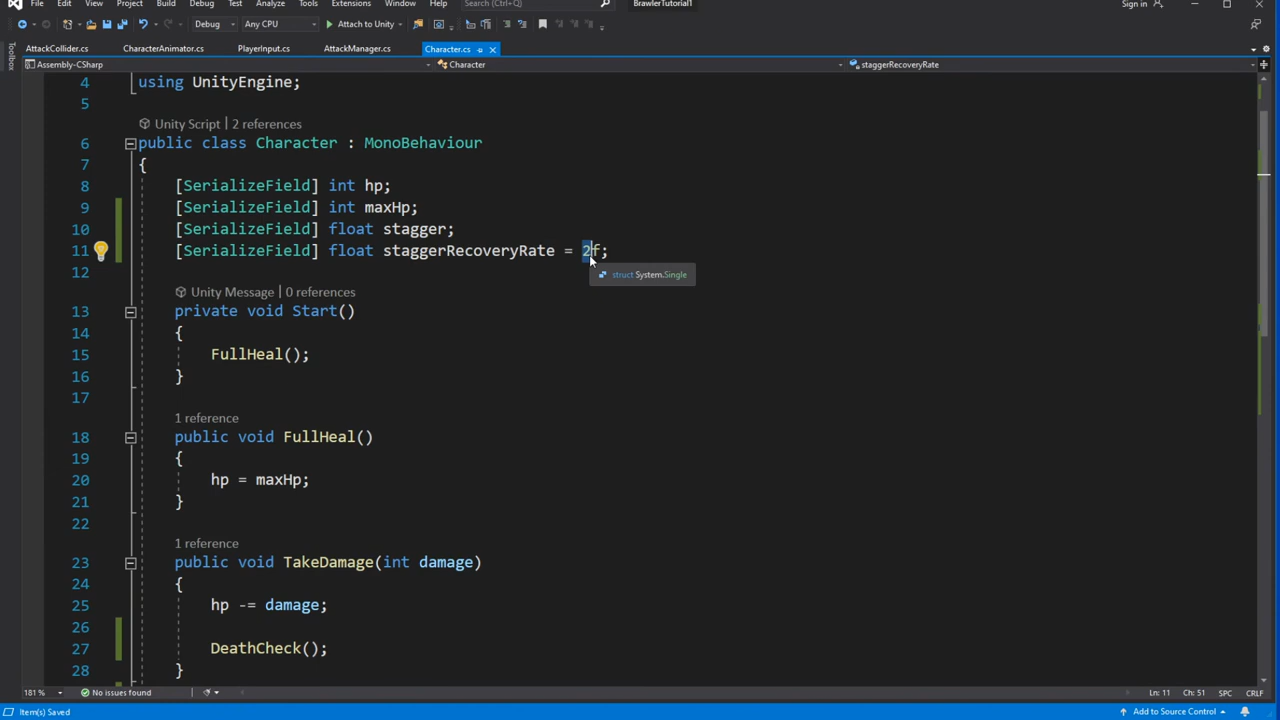 File Edit View Project Build Debug Test Analyze Tools Extensions Window Help Search (Ctrl+Q) BrawlerTutorial1 Sign in
Debug Any CPU Attach to Unity
AttackCollider.cs CharacterAnimator.cs PlayerInput.cs AttackManager.cs Character.cs
Toolbox
Assembly-CSharp Character staggerRecoveryRate
4 using UnityEngine;
5
Unity Script | 2 references
6 public class Character : MonoBehaviour
7 {
8 [SerializeField] int hp;
9 [SerializeField] int maxHp;
10 [SerializeField] float stagger;
11 [SerializeField] float staggerRecoveryRate = 2f;
struct System.Single
12
Unity Message | 0 references
13 private void Start()
14 {
15 FullHeal();
16 }
17
1 reference
18 public void FullHeal()
19 {
20 hp = maxHp;
21 }
22
1 reference
23 public void TakeDamage(int damage)
24 {
25 hp -= damage;
26
27 DeathCheck();
28 }
181 % No issues found Ln: 11 Ch: 51 SPC CRLF
Item(s) Saved Add to Source Control